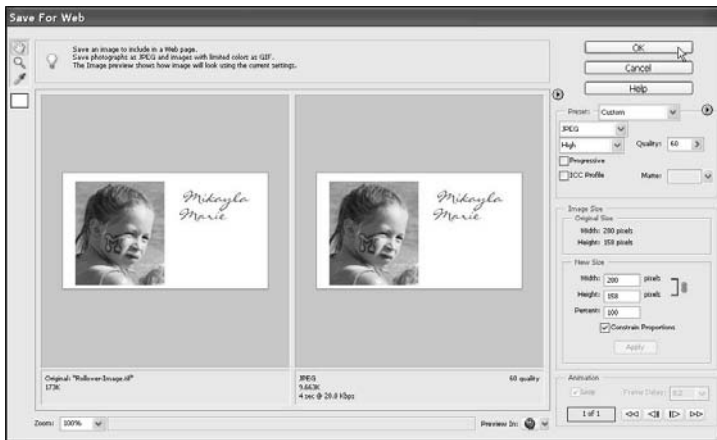 Save For Web
Save an image to include in a Web page.
Save photographs as JPEG and images with limited colors as GIF.
The Image preview shows how image will look using the current settings.
OK
Cancel
Help
Preset: Custom
JPEG
High
Quality: 60
Progressive
ICC Profile
Matte:
Mikayla
Marie
Mikayla
Marie
Image Size
Original Size
Width: 280 pixels
Height: 158 pixels
New Size
Width: 280 pixels
Height: 158 pixels
Percent: 100
Constrain Proportions
Apply
Original: "Rollover-Image.tif"
173K
JPEG
9.663K
4 sec @ 28.8 Kbps
60 quality
Animation
Frame Delay: 0.2
1 of 1
Zoom: 100%
Preview In: